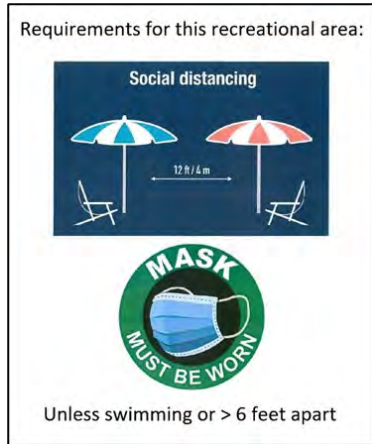 Requirements for this recreational area:
Social distancing
12 ft / 4 m
MASK
MUST BE WORN
Unless swimming or > 6 feet apart